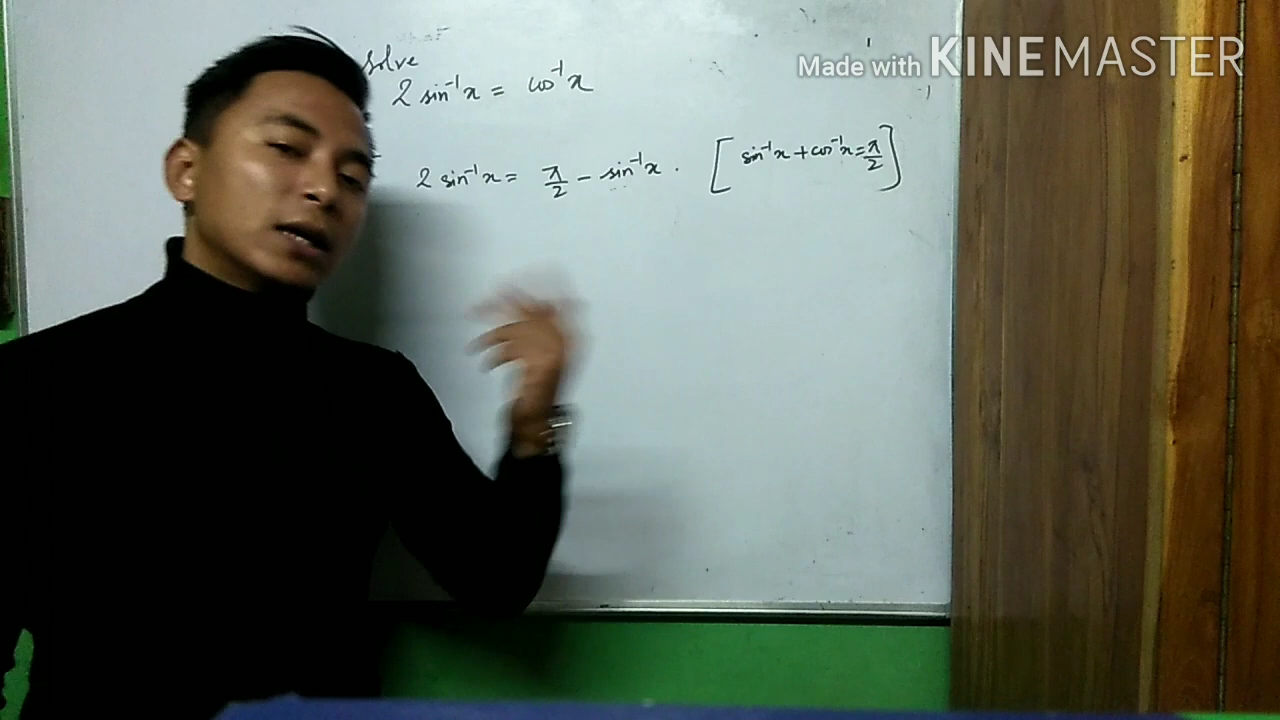 Made with KINEMASTER
solve
2 sin⁻¹x = cos⁻¹x
2 sin⁻¹x = π/2 − sin⁻¹x . [sin⁻¹x + cos⁻¹x = π/2]